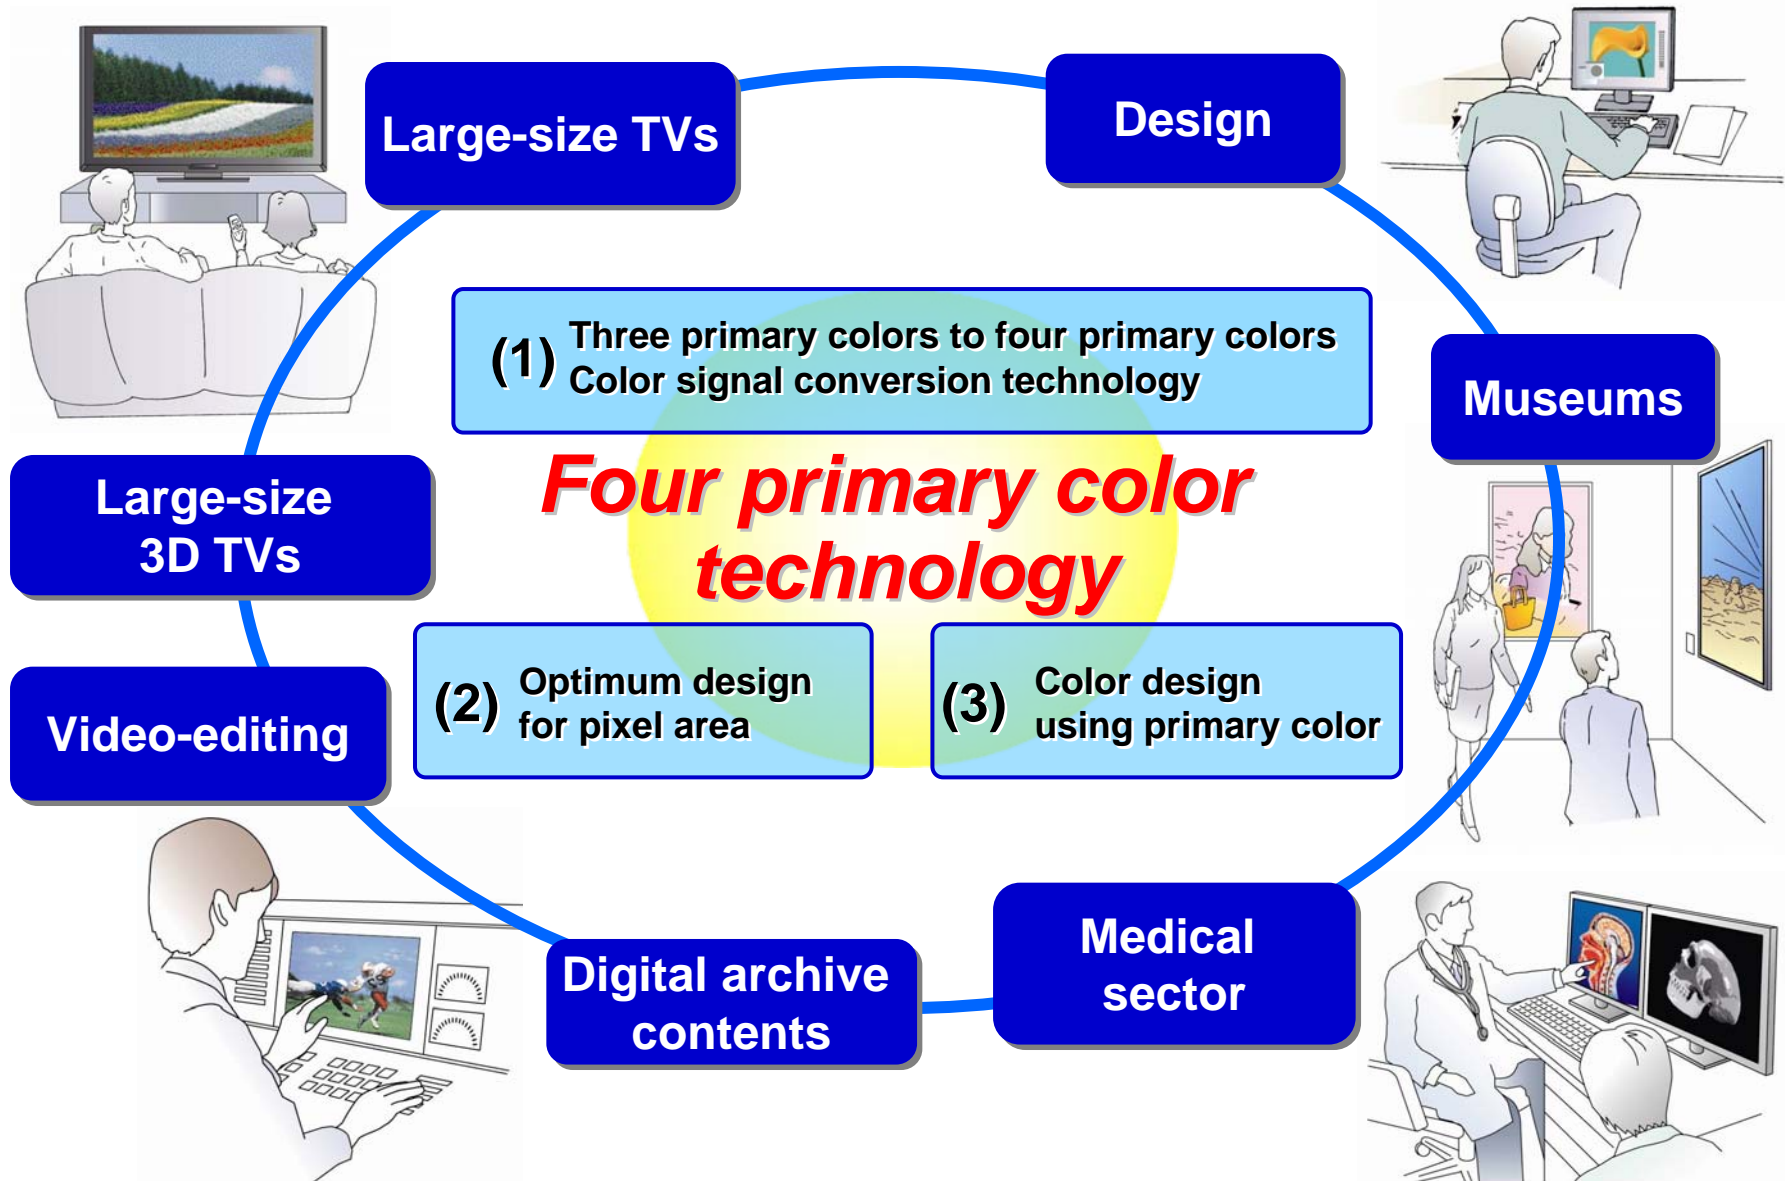 Large-size TVs
Design
(1) Three primary colors to four primary colors
Color signal conversion technology
Museums
Four primary color
technology
Large-size
3D TVs
(2) Optimum design
for pixel area
(3) Color design
using primary color
Video-editing
Digital archive
contents
Medical
sector